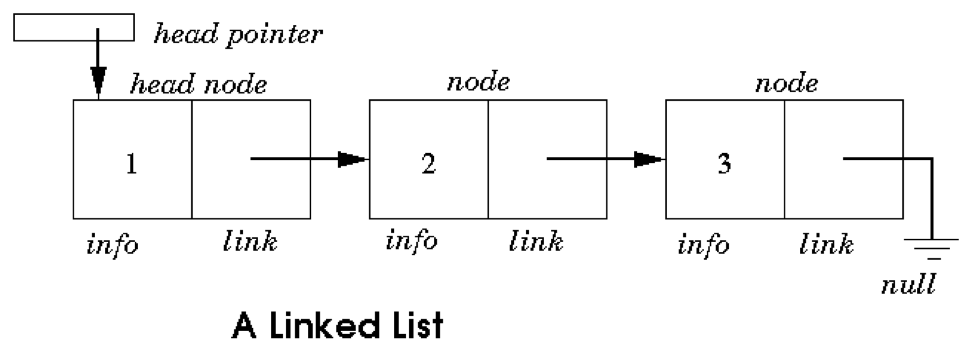 head pointer
head node node node
1 2 3
info link info link info link
null
A Linked List